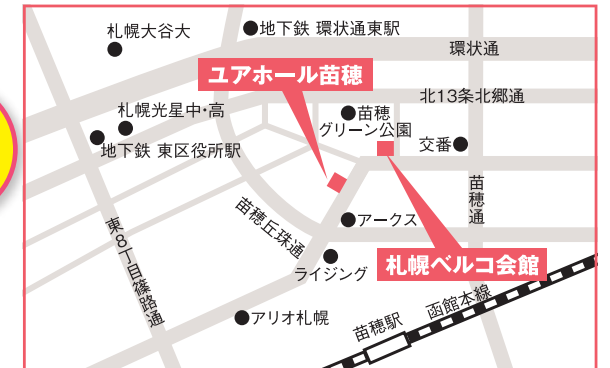 札幌大谷大
地下鉄 環状通東駅
環状通
ユアホール苗穂
北13条北郷通
札幌光星中・高
苗穂
グリーン公園
交番
地下鉄 東区役所駅
苗穂通
苗穂丘珠通
アークス
東8丁目篠路通
札幌ベルコ会館
ライジング
函館本線
アリオ札幌
苗穂駅